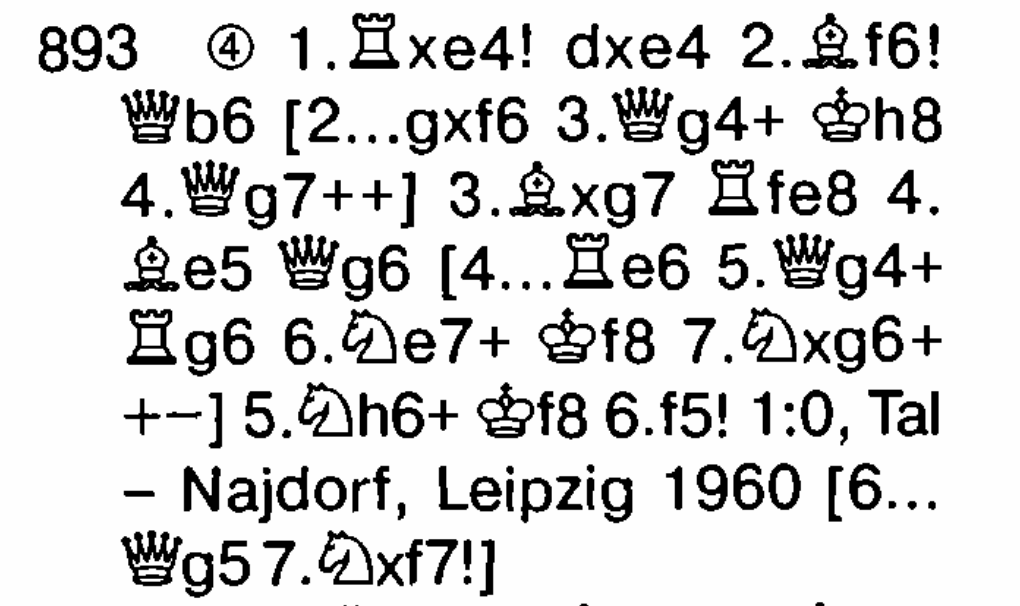 893 ④ 1.♖xe4! dxe4 2.♗f6!
♕b6 [2...gxf6 3.♕g4+ ♔h8
4.♕g7++] 3.♗xg7 ♖fe8 4.
♗e5 ♕g6 [4...♖e6 5.♕g4+
♖g6 6.♘e7+ ♔f8 7.♘xg6+
+−] 5.♘h6+ ♔f8 6.f5! 1:0, Tal
– Najdorf, Leipzig 1960 [6...
♕g5 7.♘xf7!]